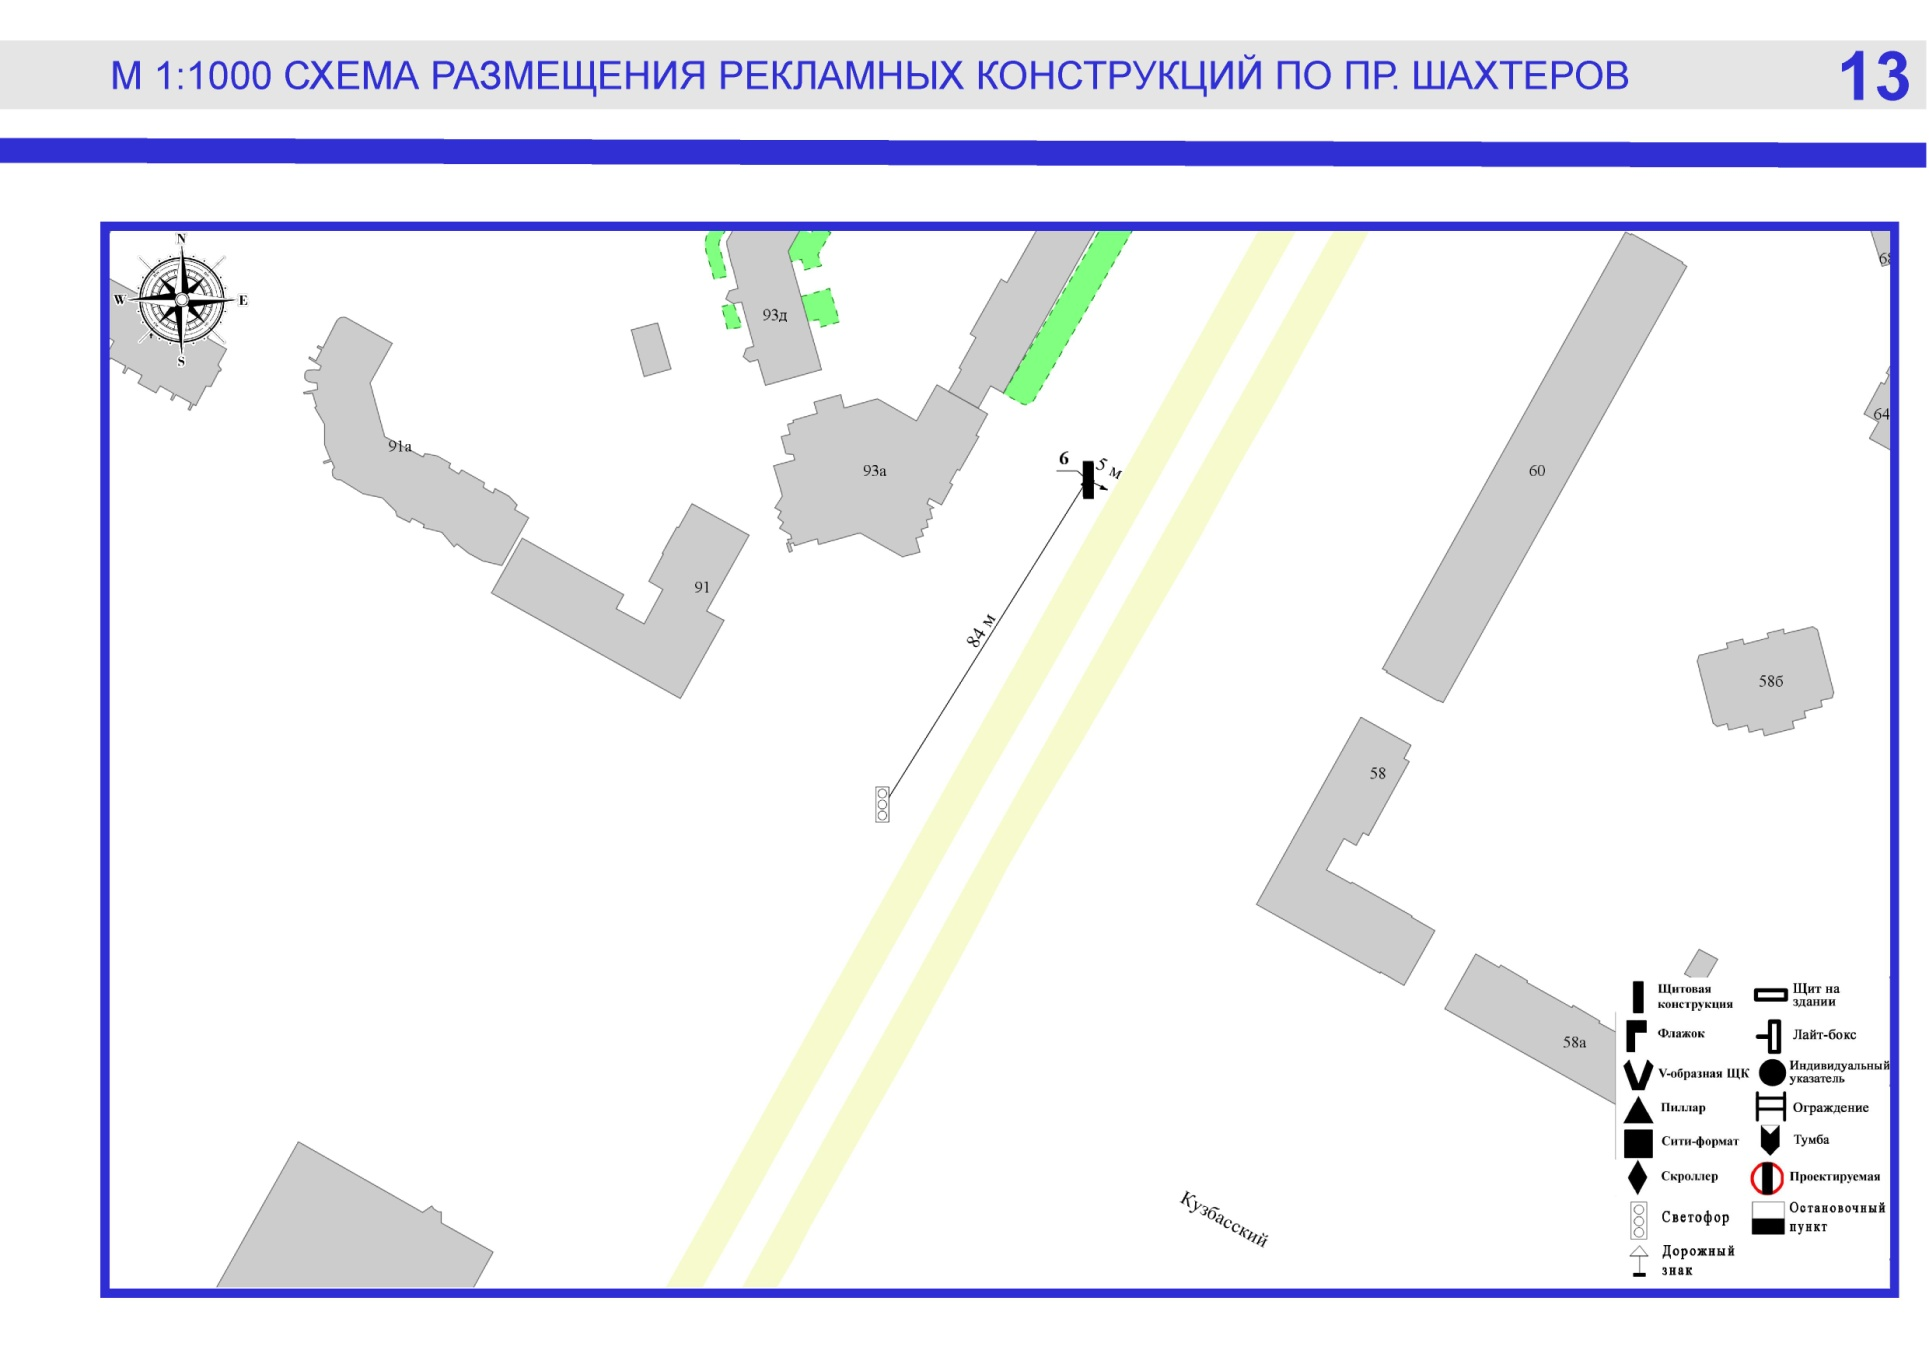 М 1:1000 СХЕМА РАЗМЕЩЕНИЯ РЕКЛАМНЫХ КОНСТРУКЦИЙ ПО ПР. ШАХТЕРОВ
13
N
W
E
S
93д
91а
93а
91
6
5 м
84 м
60
68
64
58б
58
58а
Кузбасский
Щитовая
конструкция
Флажок
V-образная ЩК
Пиллар
Сити-формат
Скроллер
Светофор
Дорожный
знак
Щит на
здании
Лайт-бокс
Индивидуальный
указатель
Ограждение
Тумба
Проектируемая
Остановочный
пункт